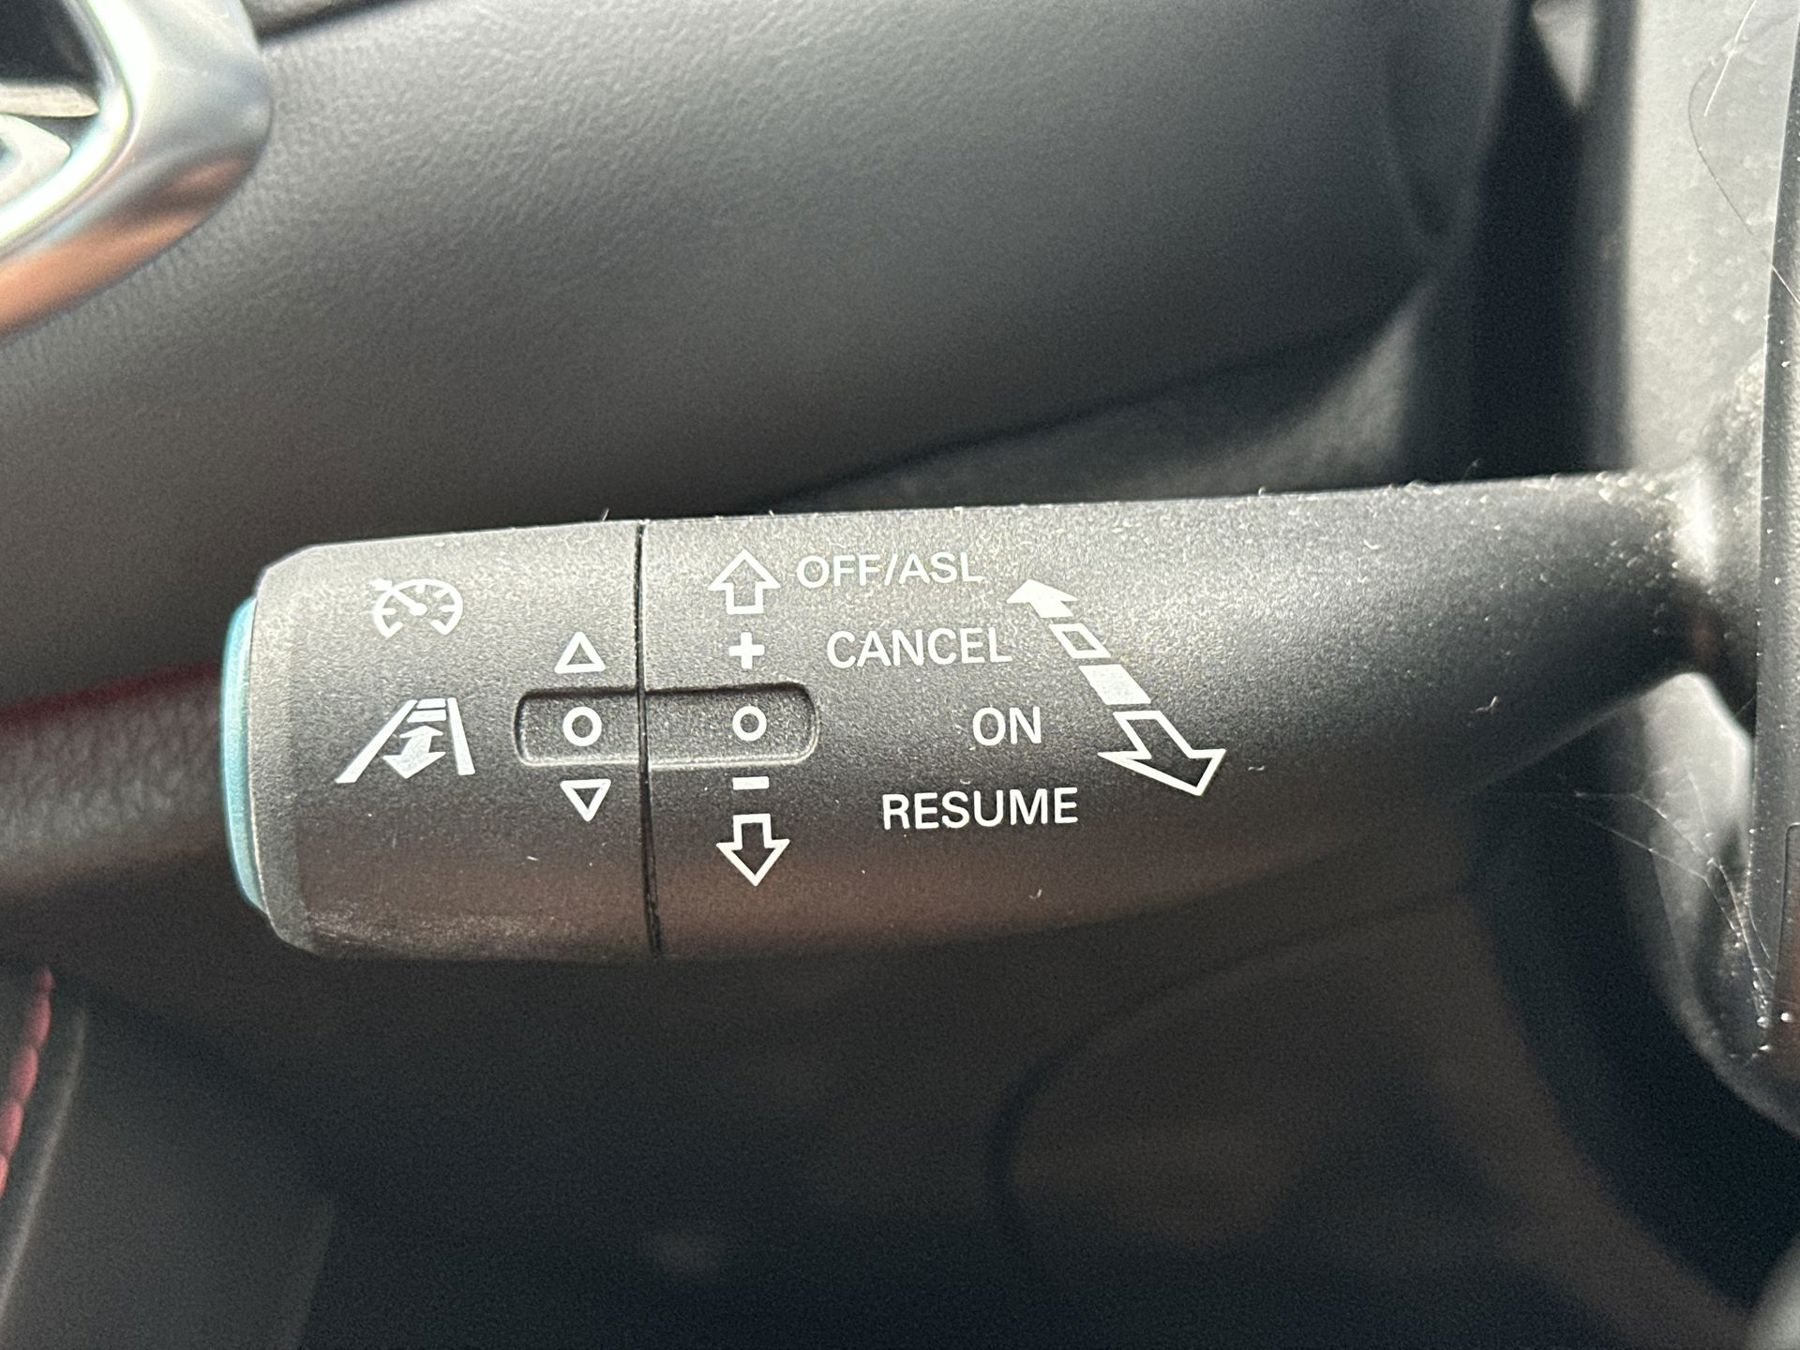 OFF/ASL
+
CANCEL
ON
-
RESUME